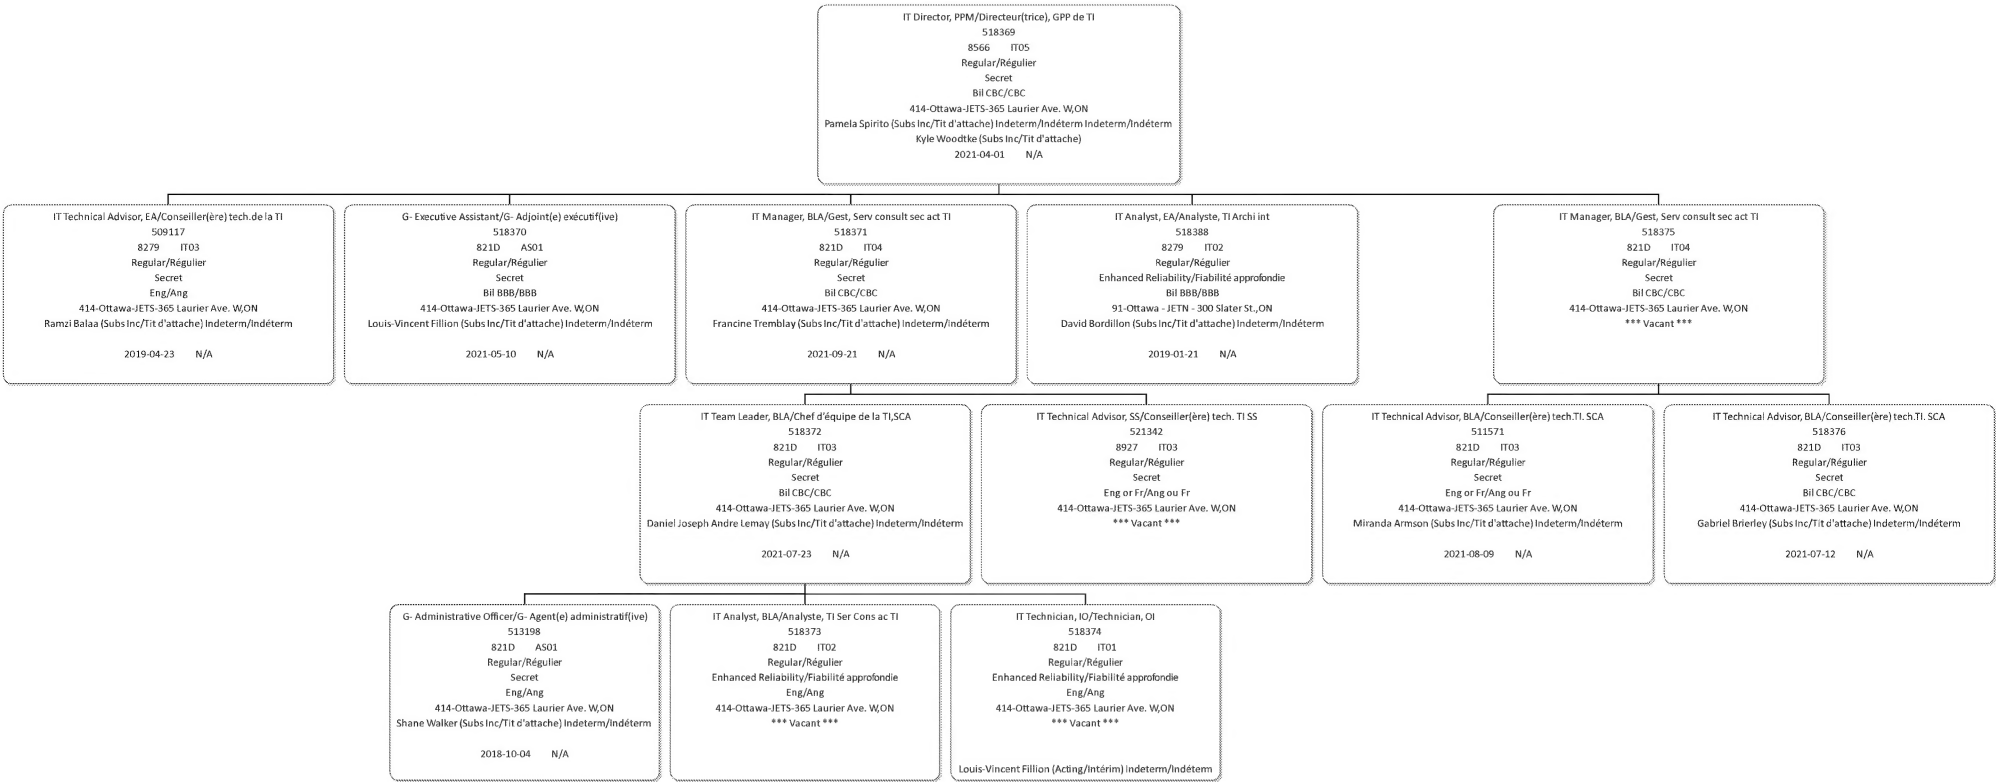 IT Director, PPM/Directeur(trice), GPP de TI
518369
8566 IT05
Regular/Régulier
Secret
Bil CBC/CBC
414-Ottawa-JETS-365 Laurier Ave. W,ON
Pamela Spirito (Subs Inc/Tit d'attache) Indeterm/Indéterm Indeterm/Indéterm
Kyle Woodtke (Subs Inc/Tit d'attache)
2021-04-01 N/A
IT Technical Advisor, EA/Conseiller(ère) tech.de la TI
509117
8279 IT03
Regular/Régulier
Secret
Eng/Ang
414-Ottawa-JETS-365 Laurier Ave. W,ON
Ramzi Balaa (Subs Inc/Tit d'attache) Indeterm/Indéterm
2019-04-23 N/A
G- Executive Assistant/G- Adjoint(e) exécutif(ive)
518370
821D AS01
Regular/Régulier
Secret
Bil BBB/BBB
414-Ottawa-JETS-365 Laurier Ave. W,ON
Louis-Vincent Fillion (Subs Inc/Tit d'attache) Indeterm/Indéterm
2021-05-10 N/A
IT Manager, BLA/Gest, Serv consult sec act TI
518371
821D IT04
Regular/Régulier
Secret
Bil CBC/CBC
414-Ottawa-JETS-365 Laurier Ave. W,ON
Francine Tremblay (Subs Inc/Tit d'attache) Indeterm/Indéterm
2021-09-21 N/A
IT Analyst, EA/Analyste, TI Archi int
518388
8279 IT02
Regular/Régulier
Enhanced Reliability/Fiabilité approfondie
Bil BBB/BBB
91-Ottawa - JETN - 300 Slater St.,ON
David Bordillon (Subs Inc/Tit d'attache) Indeterm/Indéterm
2019-01-21 N/A
IT Manager, BLA/Gest, Serv consult sec act TI
518375
821D IT04
Regular/Régulier
Secret
Bil CBC/CBC
414-Ottawa-JETS-365 Laurier Ave. W,ON
*** Vacant ***
IT Team Leader, BLA/Chef d'équipe de la TI,SCA
518372
821D IT03
Regular/Régulier
Secret
Bil CBC/CBC
414-Ottawa-JETS-365 Laurier Ave. W,ON
Daniel Joseph Andre Lemay (Subs Inc/Tit d'attache) Indeterm/Indéterm
2021-07-23 N/A
IT Technical Advisor, SS/Conseiller(ère) tech. TI SS
521342
8927 IT03
Regular/Régulier
Secret
Eng or Fr/Ang ou Fr
414-Ottawa-JETS-365 Laurier Ave. W,ON
*** Vacant ***
IT Technical Advisor, BLA/Conseiller(ère) tech.TI. SCA
511571
821D IT03
Regular/Régulier
Secret
Eng or Fr/Ang ou Fr
414-Ottawa-JETS-365 Laurier Ave. W,ON
Miranda Armson (Subs Inc/Tit d'attache) Indeterm/Indéterm
2021-08-09 N/A
IT Technical Advisor, BLA/Conseiller(ère) tech.TI. SCA
518376
821D IT03
Regular/Régulier
Secret
Bil CBC/CBC
414-Ottawa-JETS-365 Laurier Ave. W,ON
Gabriel Brierley (Subs Inc/Tit d'attache) Indeterm/Indéterm
2021-07-12 N/A
G- Administrative Officer/G- Agent(e) administratif(ive)
513198
821D AS01
Regular/Régulier
Secret
Eng/Ang
414-Ottawa-JETS-365 Laurier Ave. W,ON
Shane Walker (Subs Inc/Tit d'attache) Indeterm/Indéterm
2018-10-04 N/A
IT Analyst, BLA/Analyste, TI Ser Cons ac TI
518373
821D IT02
Regular/Régulier
Enhanced Reliability/Fiabilité approfondie
Eng/Ang
414-Ottawa-JETS-365 Laurier Ave. W,ON
*** Vacant ***
IT Technician, IO/Technician, OI
518374
821D IT01
Regular/Régulier
Enhanced Reliability/Fiabilité approfondie
Eng/Ang
414-Ottawa-JETS-365 Laurier Ave. W,ON
*** Vacant ***
Louis-Vincent Fillion (Acting/Intérim) Indeterm/Indéterm